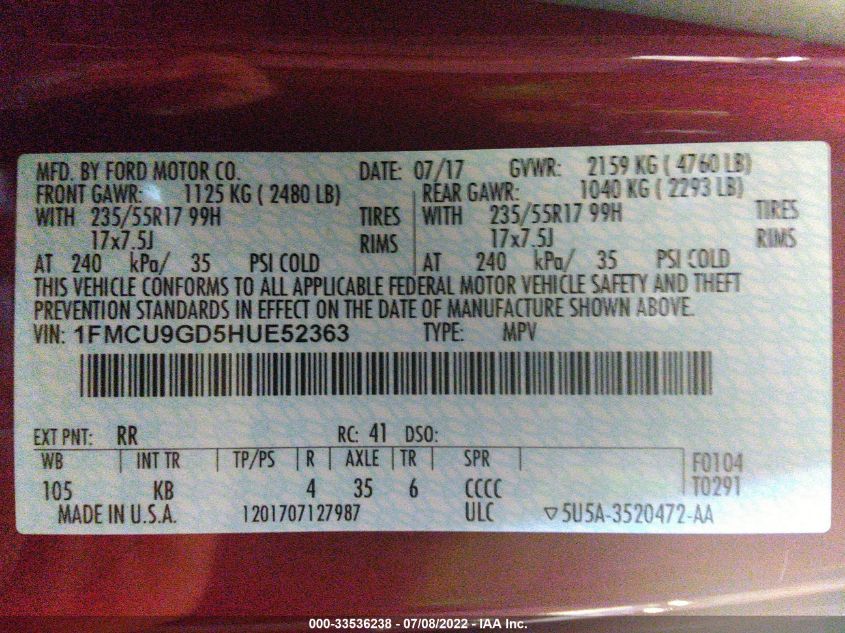 MFD. BY FORD MOTOR CO. DATE: 07/17 GVWR: 2159 KG ( 4760 LB)
FRONT GAWR: 1125 KG ( 2480 LB) REAR GAWR: 1040 KG ( 2293 LB)
WITH 235/55R17 99H TIRES WITH 235/55R17 99H TIRES
17x7.5J RIMS 17x7.5J RIMS
AT 240 kPa/ 35 PSI COLD AT 240 kPa/ 35 PSI COLD
THIS VEHICLE CONFORMS TO ALL APPLICABLE FEDERAL MOTOR VEHICLE SAFETY AND THEFT
PREVENTION STANDARDS IN EFFECT ON THE DATE OF MANUFACTURE SHOWN ABOVE.
VIN: 1FMCU9GD5HUE52363 TYPE: MPV
EXT PNT: RR RC: 41 DSO:
WB INT TR TP/PS R AXLE TR SPR F0104
105 KB 4 35 6 CCCC T0291
MADE IN U.S.A. 1201707127987 ULC ▽5U5A-3520472-AA
000-33536238 - 07/08/2022 - IAA Inc.